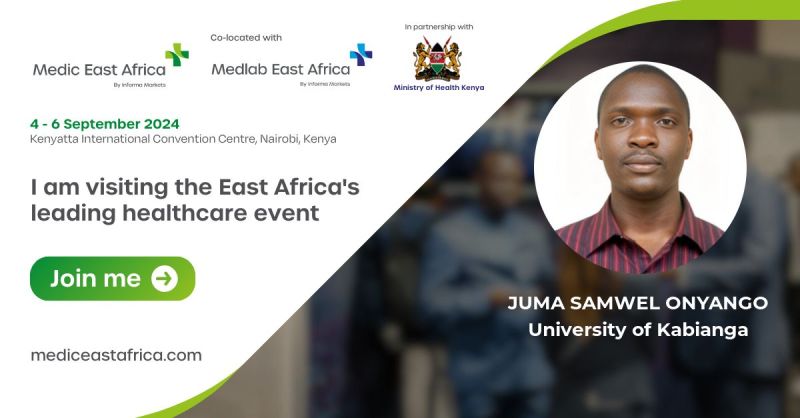 Co-located with
In partnership with
Medic East Africa
By Informa Markets
Medlab East Africa
By Informa Markets
Ministry of Health Kenya
4 - 6 September 2024
Kenyatta International Convention Centre, Nairobi, Kenya
I am visiting the East Africa's
leading healthcare event
Join me
mediceastafrica.com
JUMA SAMWEL ONYANGO
University of Kabianga